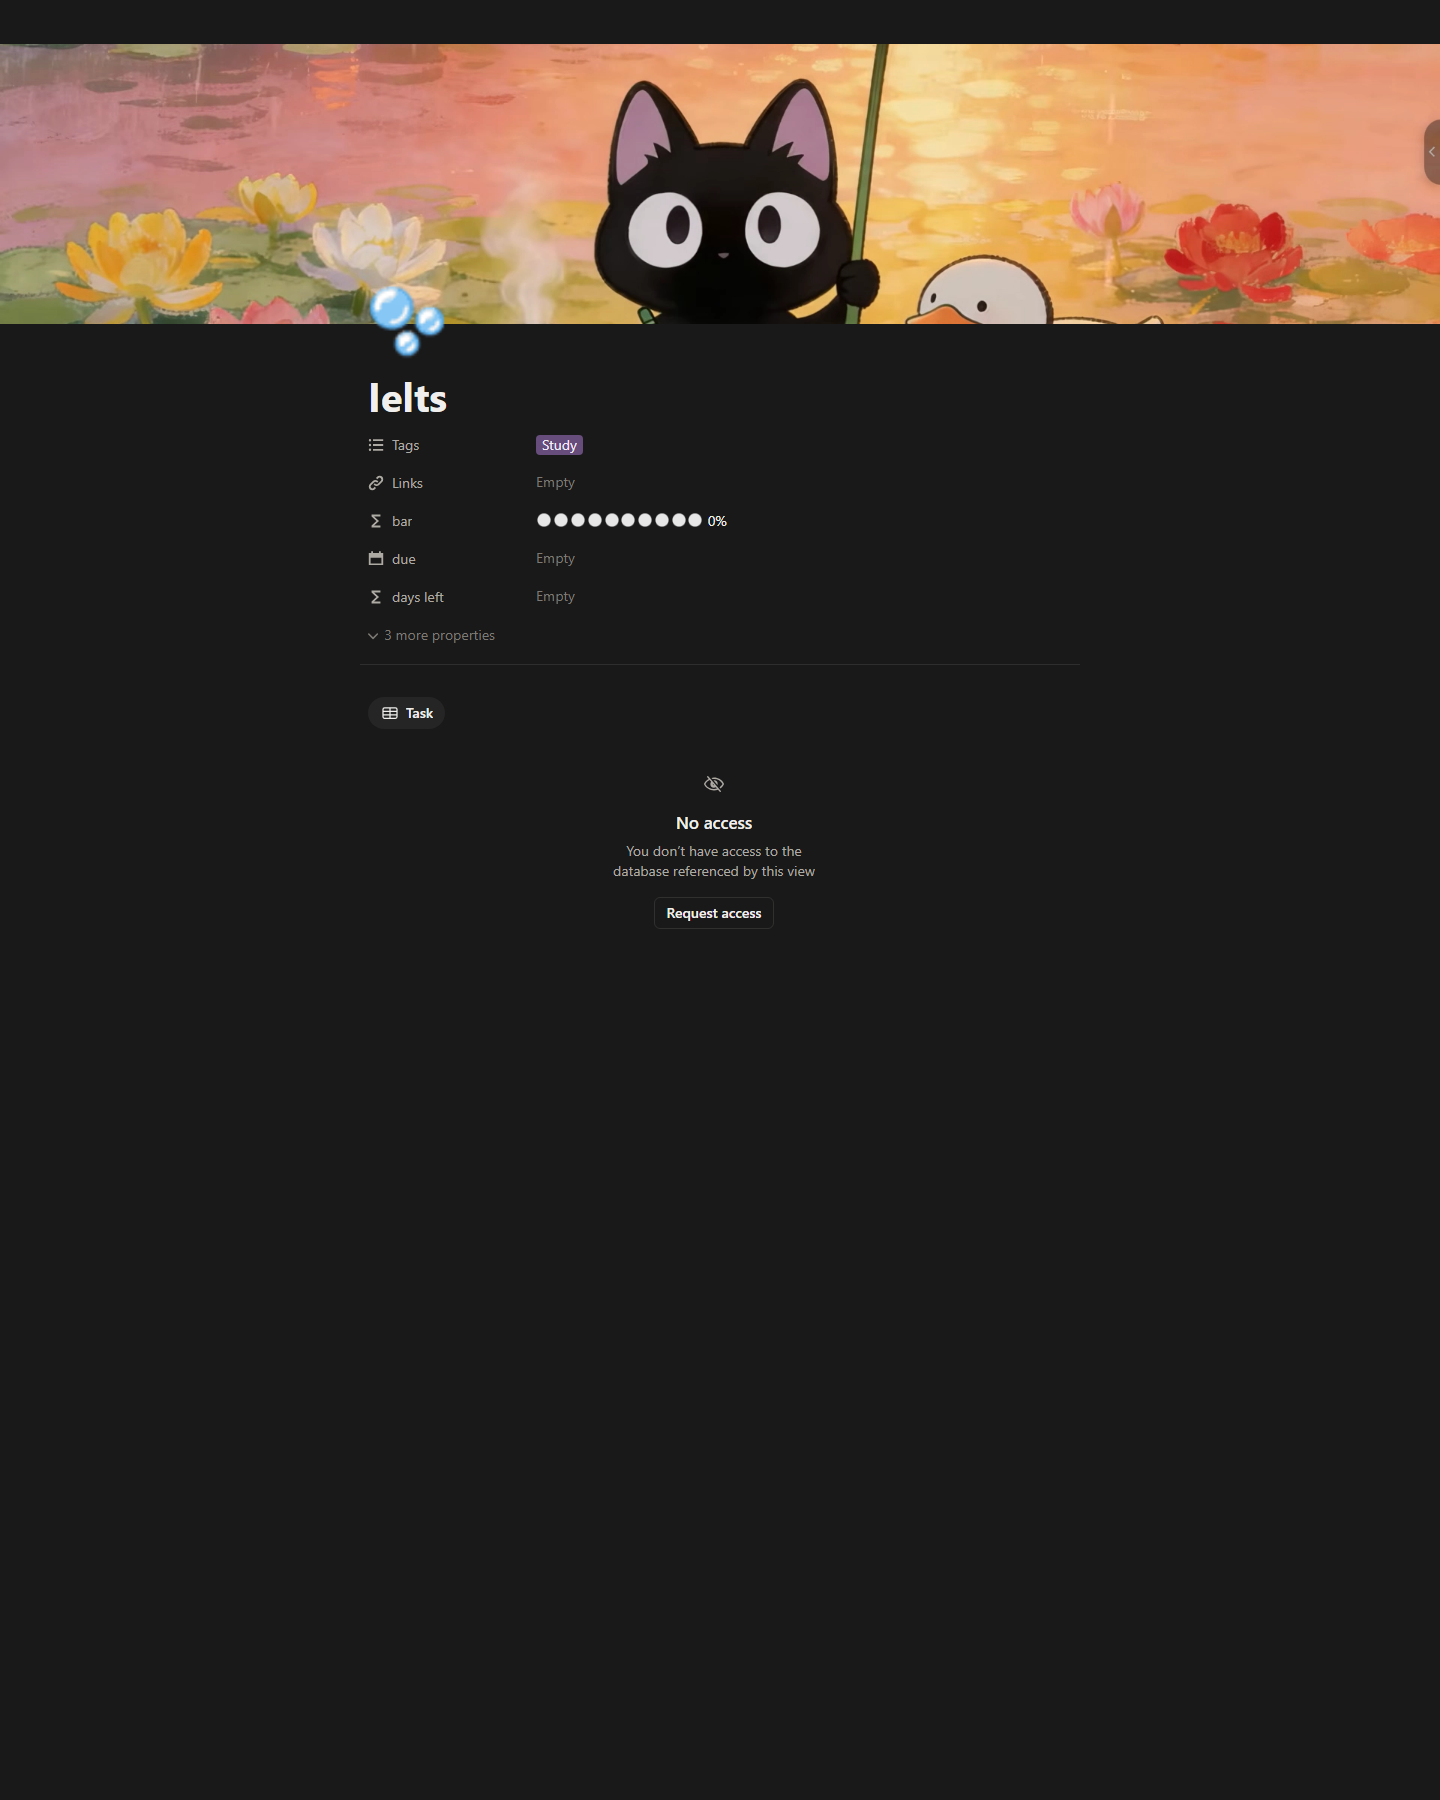 Ielts
Tags Study
Links Empty
bar 0%
due Empty
days left Empty
3 more properties
Task
No access
You don’t have access to the
database referenced by this view
Request access